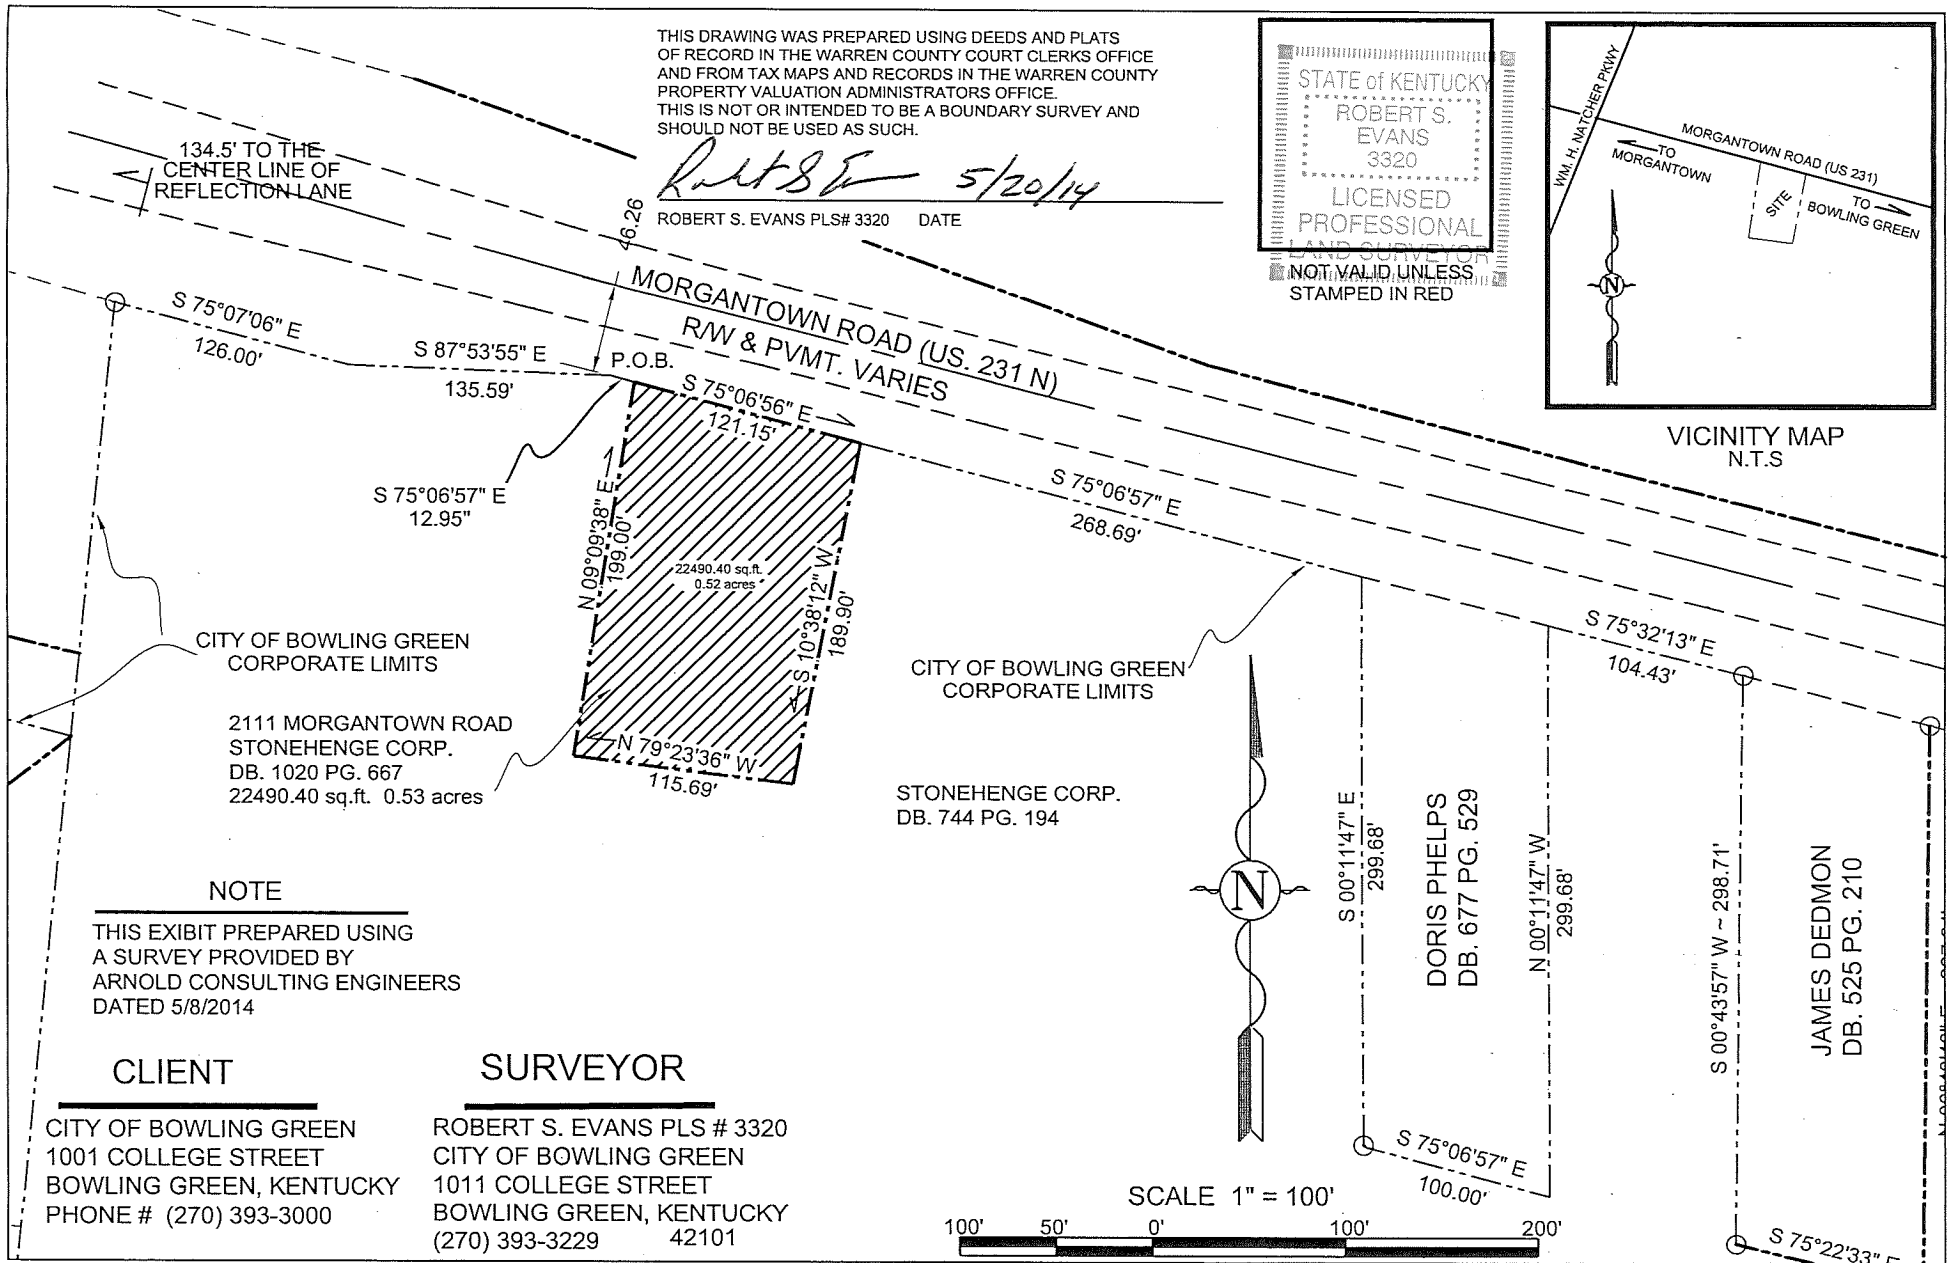 THIS DRAWING WAS PREPARED USING DEEDS AND PLATS
OF RECORD IN THE WARREN COUNTY COURT CLERKS OFFICE
AND FROM TAX MAPS AND RECORDS IN THE WARREN COUNTY
PROPERTY VALUATION ADMINISTRATORS OFFICE.
THIS IS NOT OR INTENDED TO BE A BOUNDARY SURVEY AND
SHOULD NOT BE USED AS SUCH.
5/20/14
ROBERT S. EVANS PLS# 3320 DATE
STATE of KENTUCKY
ROBERT S.
EVANS
3320
LICENSED
PROFESSIONAL
LAND SURVEYOR
NOT VALID UNLESS
STAMPED IN RED
WM. H. NATCHER PKWY
MORGANTOWN ROAD (US 231)
TO
MORGANTOWN
SITE
TO
BOWLING GREEN
N
VICINITY MAP
N.T.S
134.5' TO THE
CENTER LINE OF
REFLECTION LANE
46.26
MORGANTOWN ROAD (US. 231 N)
R/W & PVMT. VARIES
S 75°07'06" E
126.00'
S 87°53'55" E
135.59'
P.O.B.
S 75°06'56" E
121.15'
S 75°06'57" E
12.95"
N 09°09'38" E
199.00'
22490.40 sq.ft.
0.52 acres
S 10°38'12" W
189.90'
N 79°23'36" W
115.69'
S 75°06'57" E
268.69'
CITY OF BOWLING GREEN
CORPORATE LIMITS
2111 MORGANTOWN ROAD
STONEHENGE CORP.
DB. 1020 PG. 667
22490.40 sq.ft. 0.53 acres
CITY OF BOWLING GREEN
CORPORATE LIMITS
STONEHENGE CORP.
DB. 744 PG. 194
S 75°32'13" E
104.43'
S 00°11'47" E
299.68'
DORIS PHELPS
DB. 677 PG. 529
N 00°11'47" W
299.68'
S 00°43'57" W ~ 298.71'
JAMES DEDMON
DB. 525 PG. 210
N
S 75°06'57" E
100.00'
S 75°22'33" E
NOTE
THIS EXIBIT PREPARED USING
A SURVEY PROVIDED BY
ARNOLD CONSULTING ENGINEERS
DATED 5/8/2014
CLIENT
CITY OF BOWLING GREEN
1001 COLLEGE STREET
BOWLING GREEN, KENTUCKY
PHONE # (270) 393-3000
SURVEYOR
ROBERT S. EVANS PLS # 3320
CITY OF BOWLING GREEN
1011 COLLEGE STREET
BOWLING GREEN, KENTUCKY
(270) 393-3229 42101
SCALE 1" = 100'
100' 50' 0' 100' 200'